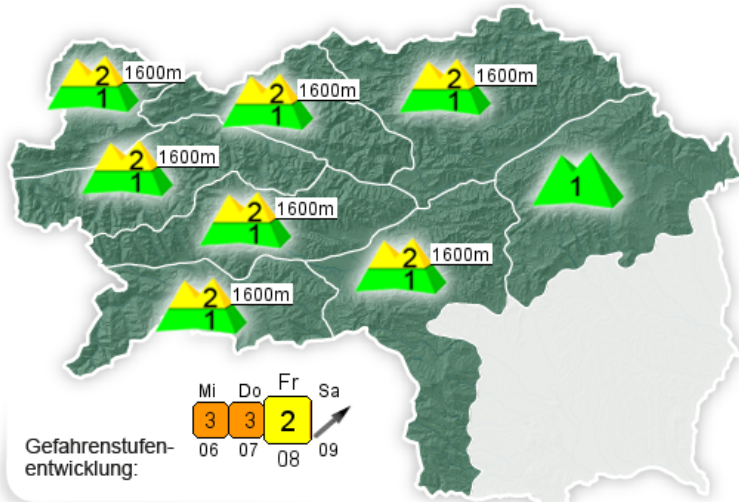 2 1600m
1
2 1600m
1
2 1600m
1
2 1600m
1
1
2 1600m
1
2 1600m
1
2 1600m
1
Mi Do Fr Sa
3 3 2
06 07 08 09
Gefahrenstufen-
entwicklung: